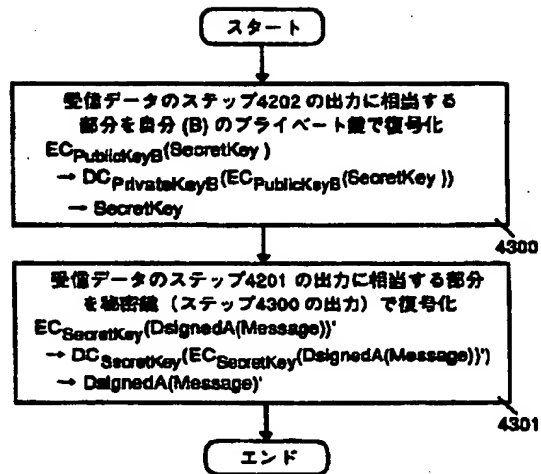 スタート
受信データのステップ4202 の出力に相当する
部分を自分 (B) のプライベート鍵で復号化
EC_PublicKeyB(SecretKey )
→ DC_PrivateKeyB(EC_PublicKeyB(SecretKey ))
→ SecretKey
4300
受信データのステップ4201 の出力に相当する部分
を秘密鍵（ステップ4300 の出力）で復号化
EC_SecretKey(DsignedA(Message))'
→ DC_SecretKey(EC_SecretKey(DsignedA(Message))')
→ DsignedA(Message)'
4301
エンド